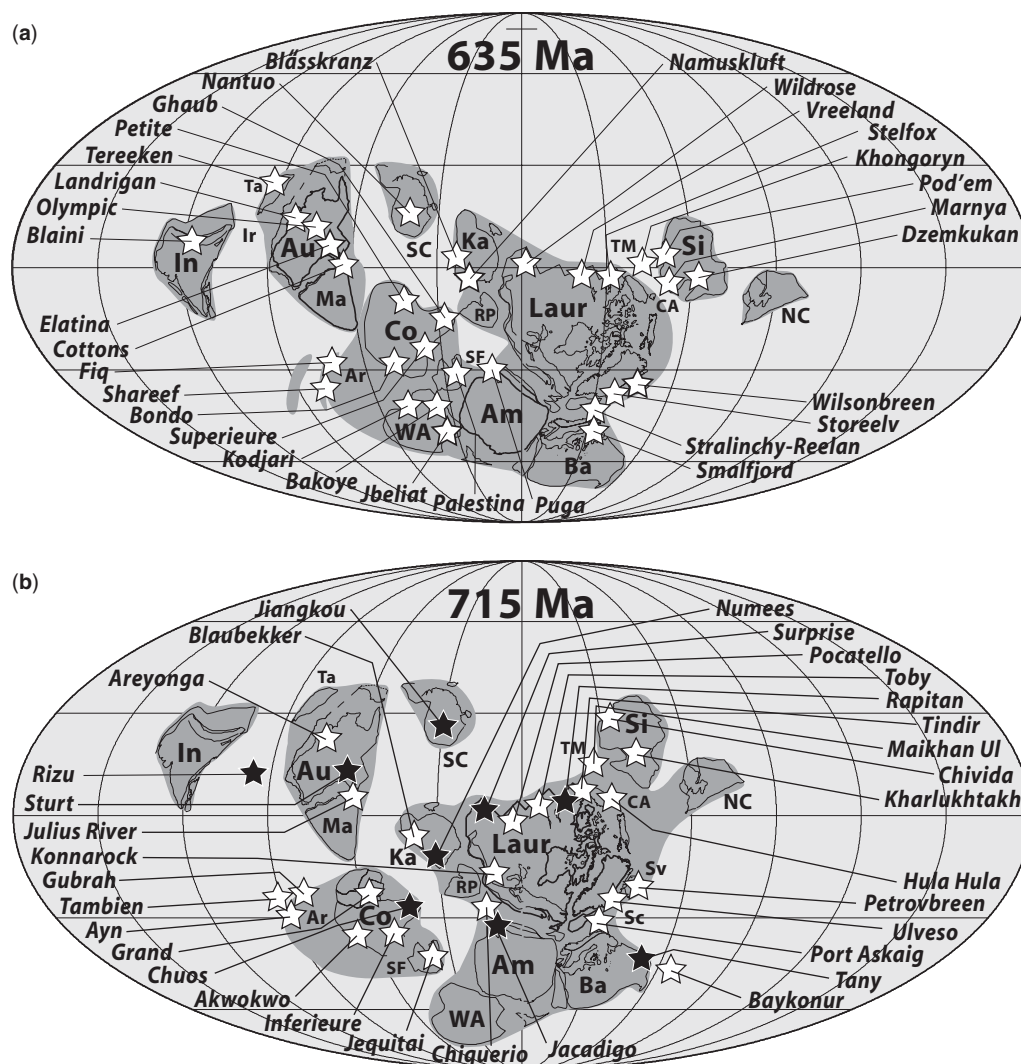 (a)
635 Ma
Blässkranz
Nantuo
Ghaub
Petite
Tereeken
Landrigan
Olympic
Blaini
Namuskluft
Wildrose
Vreeland
Stelfox
Khongoryn
Pod'em
Marnya
Dzemkukan
Ta
Ir
Au
In
Ma
SC
Ka
RP
Laur
TM
Si
CA
NC
Co
SF
Ar
WA
Am
Ba
Elatina
Cottons
Fiq
Shareef
Bondo
Superieure
Kodjari
Bakoye
Jbeliat
Palestina
Puga
Wilsonbreen
Storeelv
Stralinchy-Reelan
Smalfjord
(b)
715 Ma
Jiangkou
Blaubekker
Areyonga
Numees
Surprise
Pocatello
Toby
Rapitan
Tindir
Maikhan Ul
Chivida
Kharlukhtakh
Ta
In
Au
SC
TM
Si
Rizu
Sturt
Julius River
Konnarock
Gubrah
Tambien
Ayn
Grand
Chuos
Akwokwo
Inferieure
Jequitai
Chiquerio
Jacadigo
Ma
Ka
Laur
CA
NC
RP
Sv
Sc
Ar
Co
SF
Am
Ba
WA
Hula Hula
Petrovbreen
Ulveso
Port Askaig
Tany
Baykonur